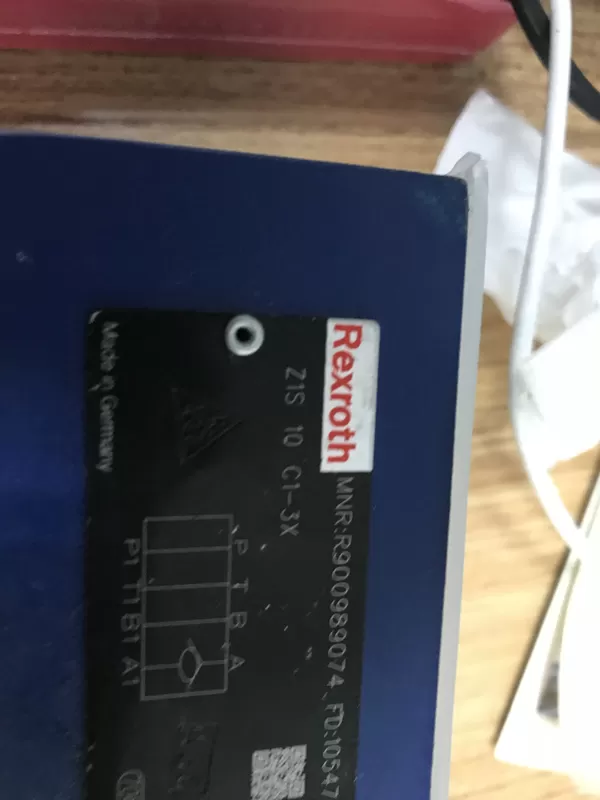 Rexroth
MNR:R900989074 FD:10547
Z1S 10 C1-3X
P T B A
P1 T1 B1 A1
Made in Germany